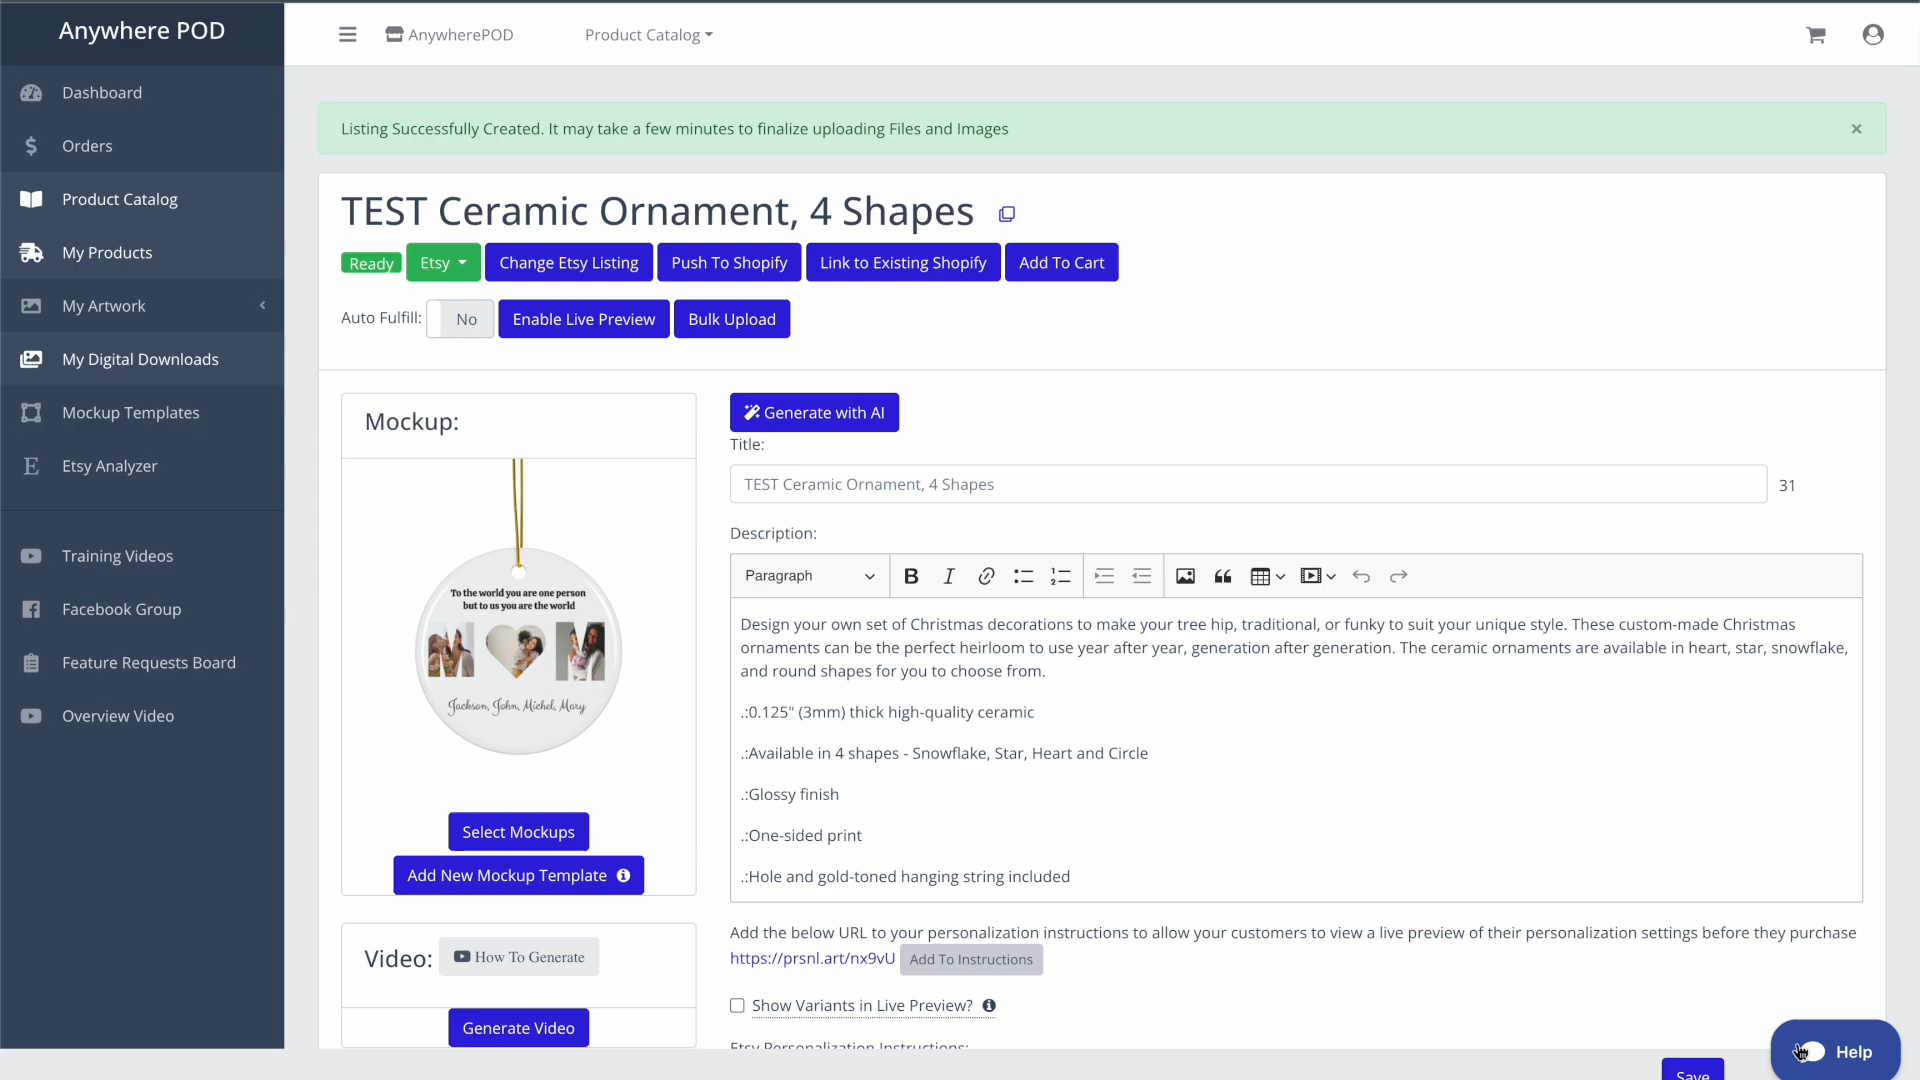 Anywhere POD
AnywherePOD
Product Catalog
Dashboard
Orders
Product Catalog
My Products
My Artwork
My Digital Downloads
Mockup Templates
Etsy Analyzer
Training Videos
Facebook Group
Feature Requests Board
Overview Video
Listing Successfully Created. It may take a few minutes to finalize uploading Files and Images
×
TEST Ceramic Ornament, 4 Shapes
Ready Etsy Change Etsy Listing Push To Shopify Link to Existing Shopify Add To Cart
Auto Fulfill: No Enable Live Preview Bulk Upload
Mockup:
To the world you are one person
but to us you are the world
Jackson, John, Michel, Mary
Select Mockups
Add New Mockup Template
Video: How To Generate
Generate Video
Generate with AI
Title:
TEST Ceramic Ornament, 4 Shapes 31
Description:
Paragraph
Design your own set of Christmas decorations to make your tree hip, traditional, or funky to suit your unique style. These custom-made Christmas
ornaments can be the perfect heirloom to use year after year, generation after generation. The ceramic ornaments are available in heart, star, snowflake,
and round shapes for you to choose from.
.:0.125" (3mm) thick high-quality ceramic
.:Available in 4 shapes - Snowflake, Star, Heart and Circle
.:Glossy finish
.:One-sided print
.:Hole and gold-toned hanging string included
Add the below URL to your personalization instructions to allow your customers to view a live preview of their personalization settings before they purchase
https://prsnl.art/nx9vU Add To Instructions
Show Variants in Live Preview?
Etsy Personalization Instructions:
Save
Help